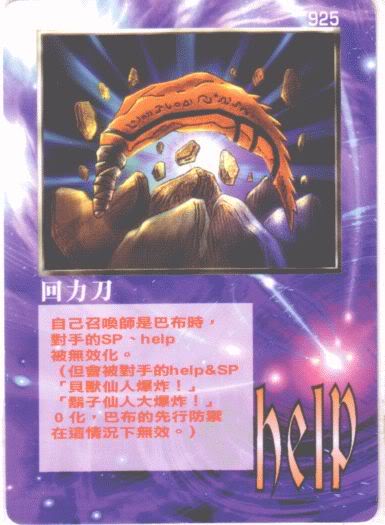 925
回力刀
自己召喚師是巴布時，
對手的SP、help
被無效化。
（但會被對手的help&SP
「貝獸仙人爆炸！」
「鬍子仙人大爆炸！」
0 化，巴布的先行防禦
在這情況下無效。）
help